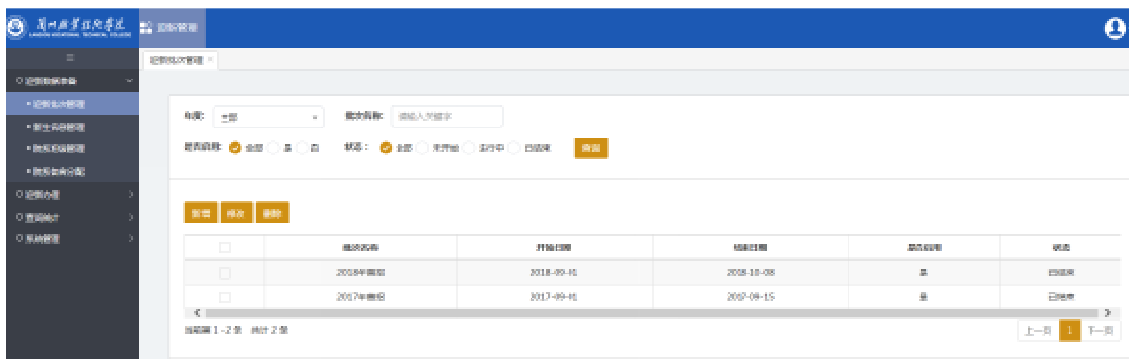 兰州职业技术学院 迎新管理
LANZHOU VOCATIONAL TECHNICAL COLLEGE
迎新批次管理 ×
迎新数据准备
迎新批次管理
新生信息管理
院系班级管理
院系宿舍分配
迎新办理
查询统计
系统管理
年度: 全部 批次名称: 请输入关键字
是否启用: 全部 是 否 状态: 全部 未开始 进行中 已结束 查询
新增 修改 删除
批次名称 开始日期 结束日期 是否启用 状态
2018年 2018-09-01 2018-10-08 是 已结束
2017年 2017-09-01 2017-09-15 是 已结束
当前第 1-2 条 共计 2 条 上一页 1 下一页